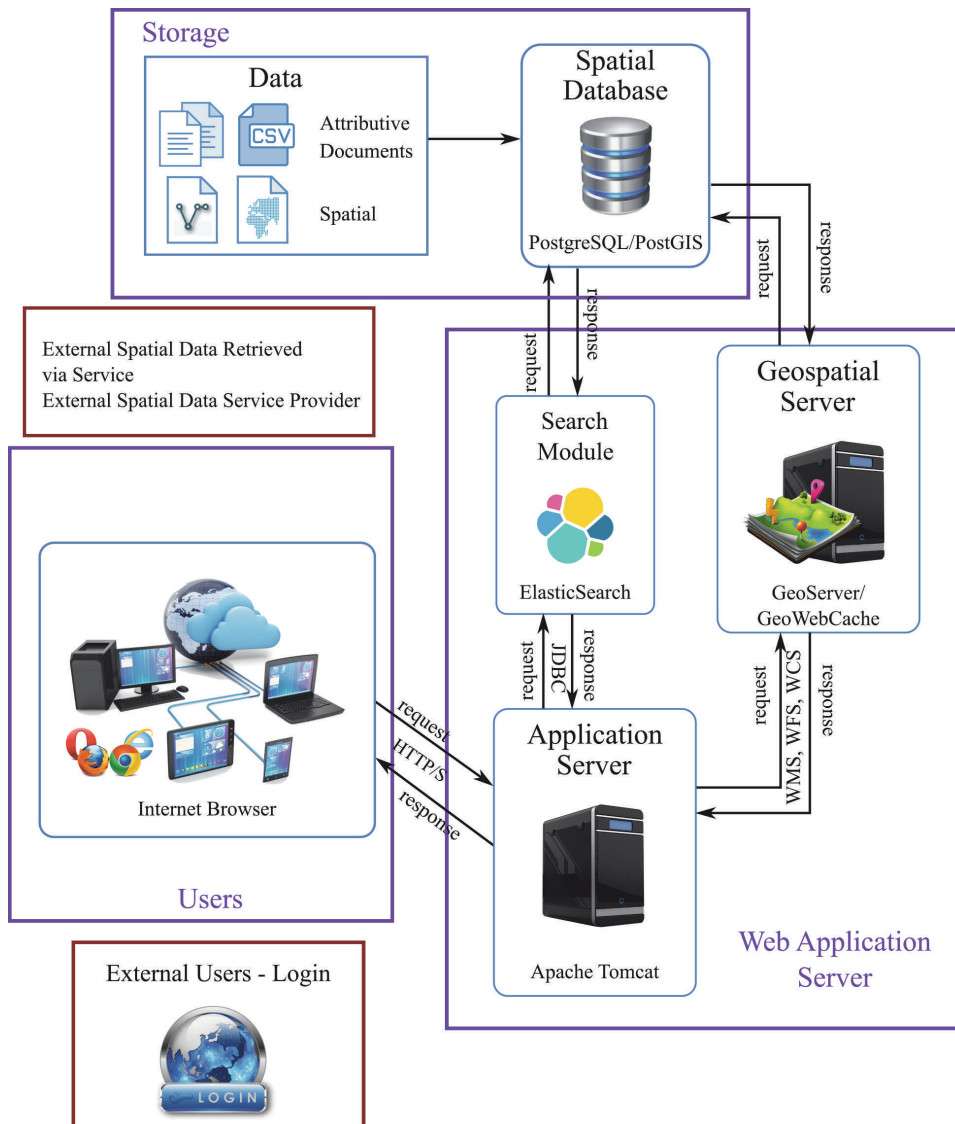 Storage
Data
CSV
Attributive
Documents
Spatial
Spatial
Database
PostgreSQL/PostGIS
request
response
request
response
External Spatial Data Retrieved
via Service
External Spatial Data Service Provider
Search
Module
ElasticSearch
Geospatial
Server
GeoServer/
GeoWebCache
request
JDBC
response
request
WMS, WFS, WCS
response
Internet Browser
Users
request
HTTP/S
response
Application
Server
Apache Tomcat
Web Application
Server
External Users - Login
LOGIN